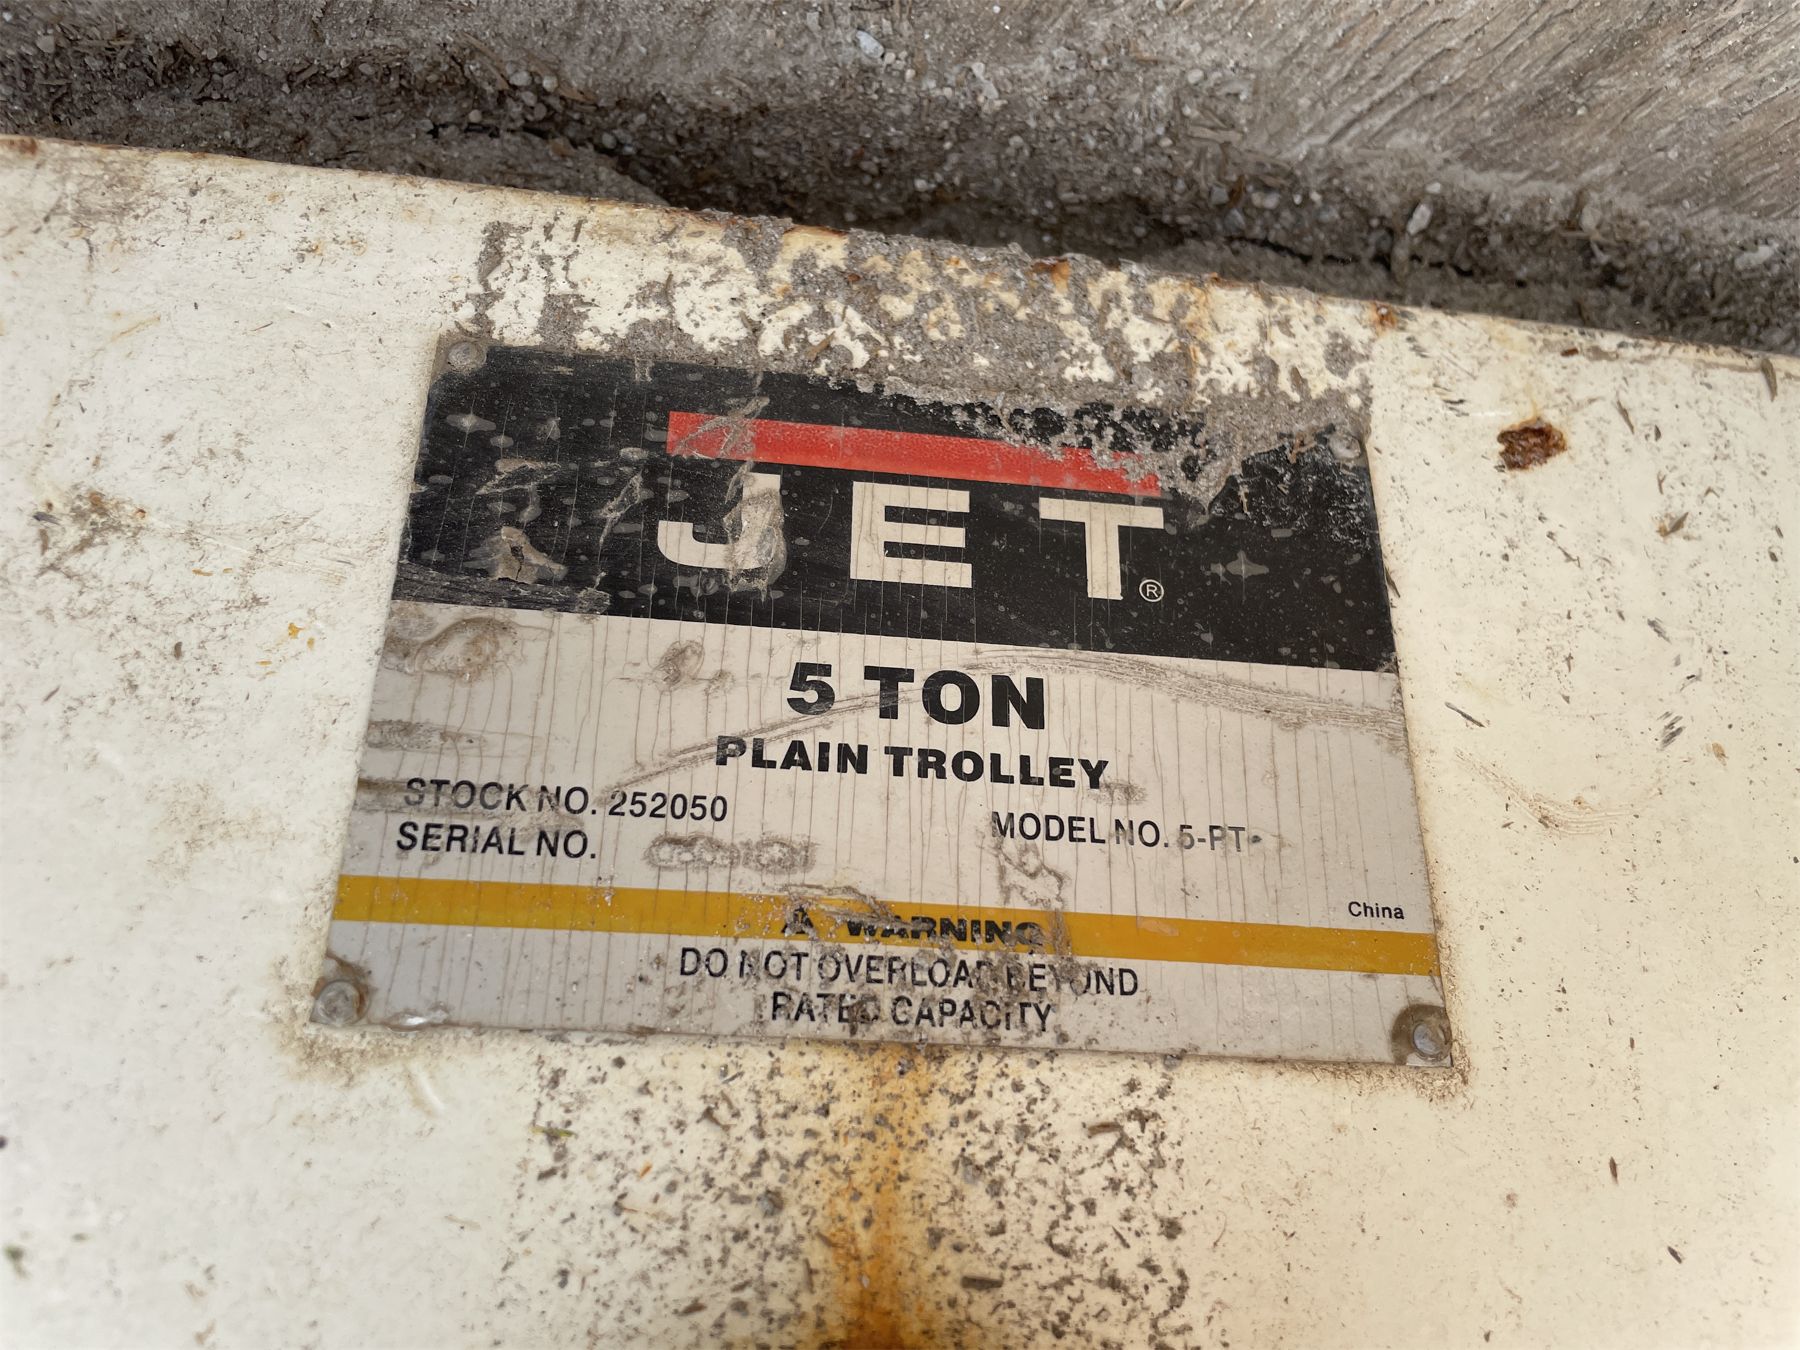 JET®
5 TON
PLAIN TROLLEY
STOCK NO. 252050
SERIAL NO.
MODEL NO. 5-PT
China
⚠ WARNING
DO NOT OVERLOAD BEYOND
RATED CAPACITY